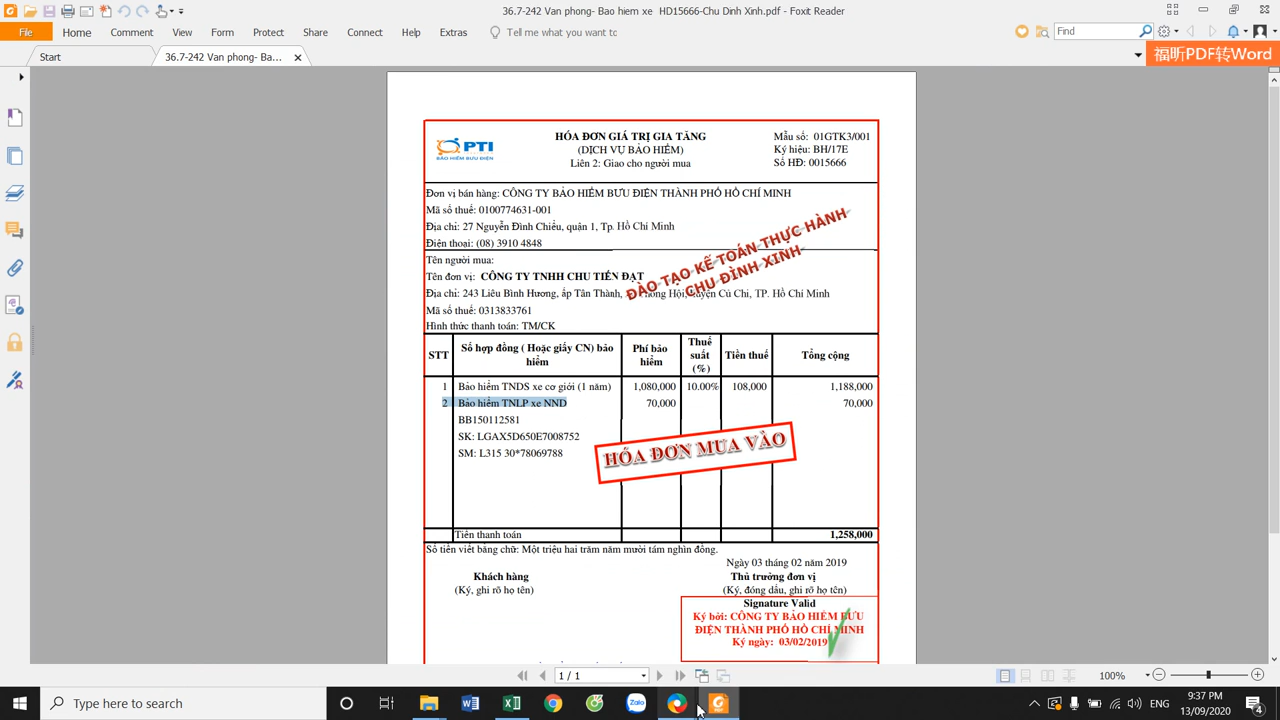 36.7-242 Van phong- Bao hiem xe HD15666-Chu Dinh Xinh.pdf - Foxit Reader
File Home Comment View Form Protect Share Connect Help Extras Tell me what you want to Find
Start 36.7-242 Van phong- Ba... 福昕PDF转Word
HÓA ĐƠN GIÁ TRỊ GIA TĂNG Mẫu số: 01GTK3/001
PTI (DỊCH VỤ BẢO HIỂM) Ký hiệu: BH/17E
BẢO HIỂM BƯU ĐIỆN Liên 2: Giao cho người mua Số HĐ: 0015666
Đơn vị bán hàng: CÔNG TY BẢO HIỂM BƯU ĐIỆN THÀNH PHỐ HỒ CHÍ MINH
Mã số thuế: 0100774631-001
Địa chỉ: 27 Nguyễn Đình Chiểu, quận 1, Tp. Hồ Chí Minh
Điện thoại: (08) 3910 4848
ĐÀO TẠO KẾ TOÁN THỰC HÀNH
CHU ĐÌNH XINH
Tên người mua:
Tên đơn vị: CÔNG TY TNHH CHU TIẾN ĐẠT
Địa chỉ: 243 Liêu Bình Hương, ấp Tân Thành, Hội, Củ Chi, TP. Hồ Chí Minh
Mã số thuế: 0313833761
Hình thức thanh toán: TM/CK
STT Số hợp đồng ( Hoặc giấy CN) bảo hiểm Phí bảo hiểm Thuế suất (%) Tiền thuế Tổng cộng
1 Bảo hiểm TNDS xe cơ giới (1 năm) 1,080,000 10.00% 108,000 1,188,000
2 Bảo hiểm TNLP xe NND 70,000 70,000
BB150112581
SK: LGAX5D650E7008752
SM: L315 30*78069788
HÓA ĐƠN MUA VÀO
Tiền thanh toán 1,258,000
Số tiền viết bằng chữ: Một triệu hai trăm năm mươi tám nghìn đồng.
Ngày 03 tháng 02 năm 2019
Khách hàng Thủ trưởng đơn vị
(Ký, ghi rõ họ tên) (Ký, đóng dấu, ghi rõ họ tên)
Signature Valid
Ký bởi: CÔNG TY BẢO HIỂM BƯU
ĐIỆN THÀNH PHỐ HỒ CHÍ MINH
Ký ngày: 03/02/2019
1 / 1 100%
Type here to search Zalo ENG 9:37 PM
13/09/2020 4